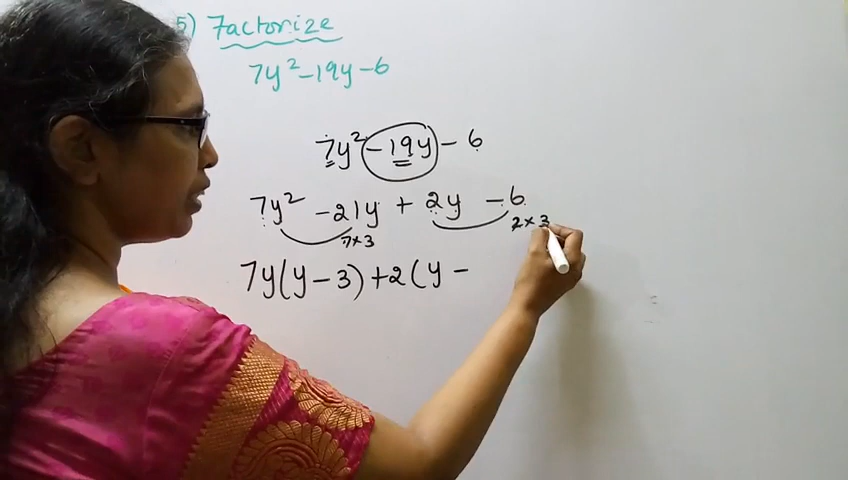 5) Factorize
7y² - 19y - 6
7y² - 19y - 6
7y² - 21y + 2y - 6
7×3 2×3
7y(y - 3) + 2(y -